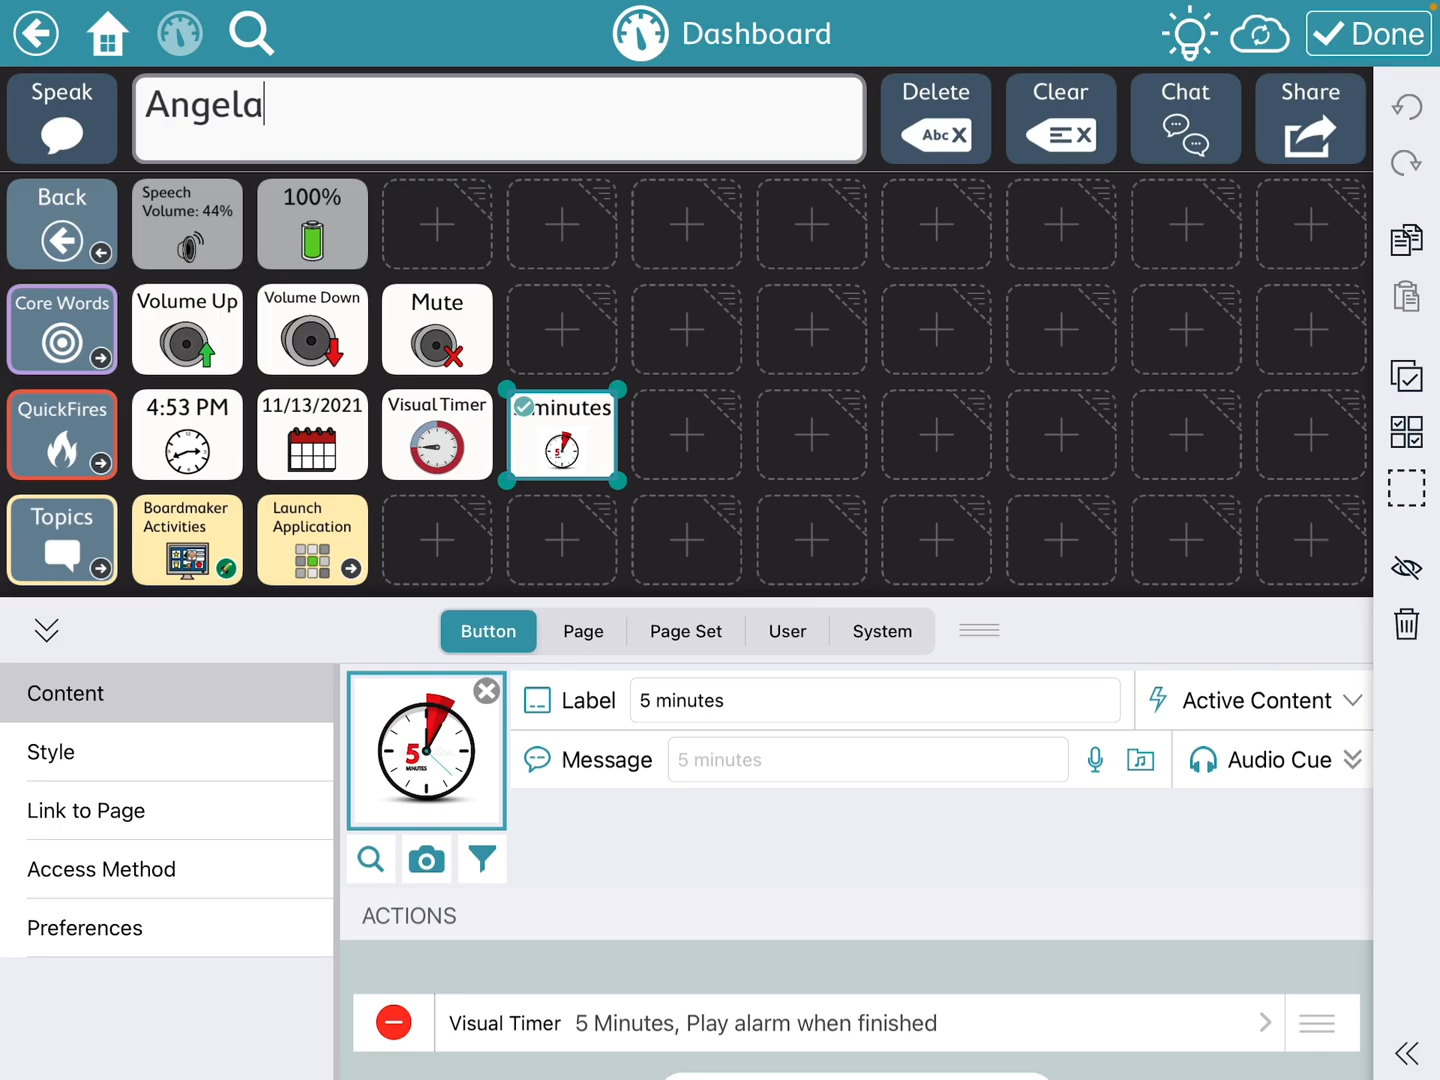 Dashboard
Done
Speak
Angela
Delete
Abc X
Clear
X
Chat
Share
Back
Speech
Volume: 44%
100%
Core Words
Volume Up
Volume Down
Mute
QuickFires
4:53 PM
11/13/2021
Visual Timer
minutes
5
Topics
Boardmaker
Activities
Launch
Application
Button
Page
Page Set
User
System
Content
Style
Link to Page
Access Method
Preferences
5
MINUTES
Label
5 minutes
Active Content
Message
5 minutes
Audio Cue
ACTIONS
Visual Timer
5 Minutes, Play alarm when finished